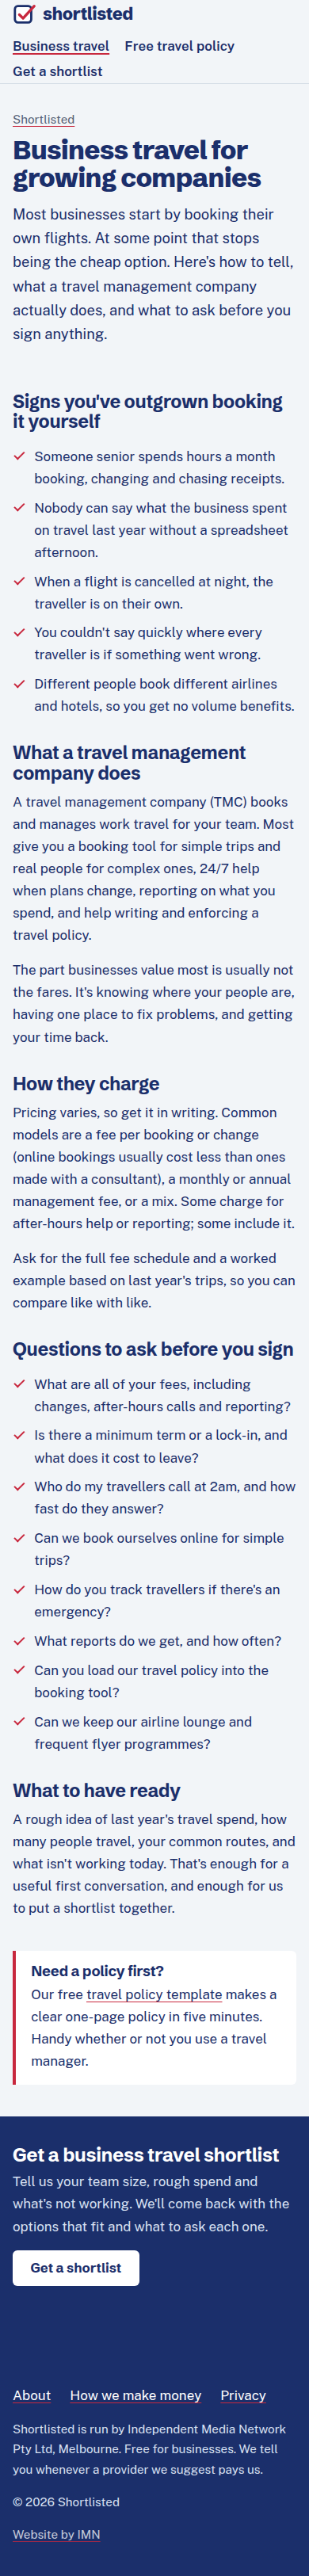 shortlisted
Business travel Free travel policy
Get a shortlist
Shortlisted
Business travel for
growing companies
Most businesses start by booking their
own flights. At some point that stops
being the cheap option. Here's how to tell,
what a travel management company
actually does, and what to ask before you
sign anything.
Signs you've outgrown booking
it yourself
Someone senior spends hours a month
booking, changing and chasing receipts.
Nobody can say what the business spent
on travel last year without a spreadsheet
afternoon.
When a flight is cancelled at night, the
traveller is on their own.
You couldn't say quickly where every
traveller is if something went wrong.
Different people book different airlines
and hotels, so you get no volume benefits.
What a travel management
company does
A travel management company (TMC) books
and manages work travel for your team. Most
give you a booking tool for simple trips and
real people for complex ones, 24/7 help
when plans change, reporting on what you
spend, and help writing and enforcing a
travel policy.
The part businesses value most is usually not
the fares. It's knowing where your people are,
having one place to fix problems, and getting
your time back.
How they charge
Pricing varies, so get it in writing. Common
models are a fee per booking or change
(online bookings usually cost less than ones
made with a consultant), a monthly or annual
management fee, or a mix. Some charge for
after-hours help or reporting; some include it.
Ask for the full fee schedule and a worked
example based on last year's trips, so you can
compare like with like.
Questions to ask before you sign
What are all of your fees, including
changes, after-hours calls and reporting?
Is there a minimum term or a lock-in, and
what does it cost to leave?
Who do my travellers call at 2am, and how
fast do they answer?
Can we book ourselves online for simple
trips?
How do you track travellers if there's an
emergency?
What reports do we get, and how often?
Can you load our travel policy into the
booking tool?
Can we keep our airline lounge and
frequent flyer programmes?
What to have ready
A rough idea of last year's travel spend, how
many people travel, your common routes, and
what isn't working today. That's enough for a
useful first conversation, and enough for us
to put a shortlist together.
Need a policy first?
Our free travel policy template makes a
clear one-page policy in five minutes.
Handy whether or not you use a travel
manager.
Get a business travel shortlist
Tell us your team size, rough spend and
what's not working. We'll come back with the
options that fit and what to ask each one.
Get a shortlist
About How we make money Privacy
Shortlisted is run by Independent Media Network
Pty Ltd, Melbourne. Free for businesses. We tell
you whenever a provider we suggest pays us.
© 2026 Shortlisted
Website by IMN